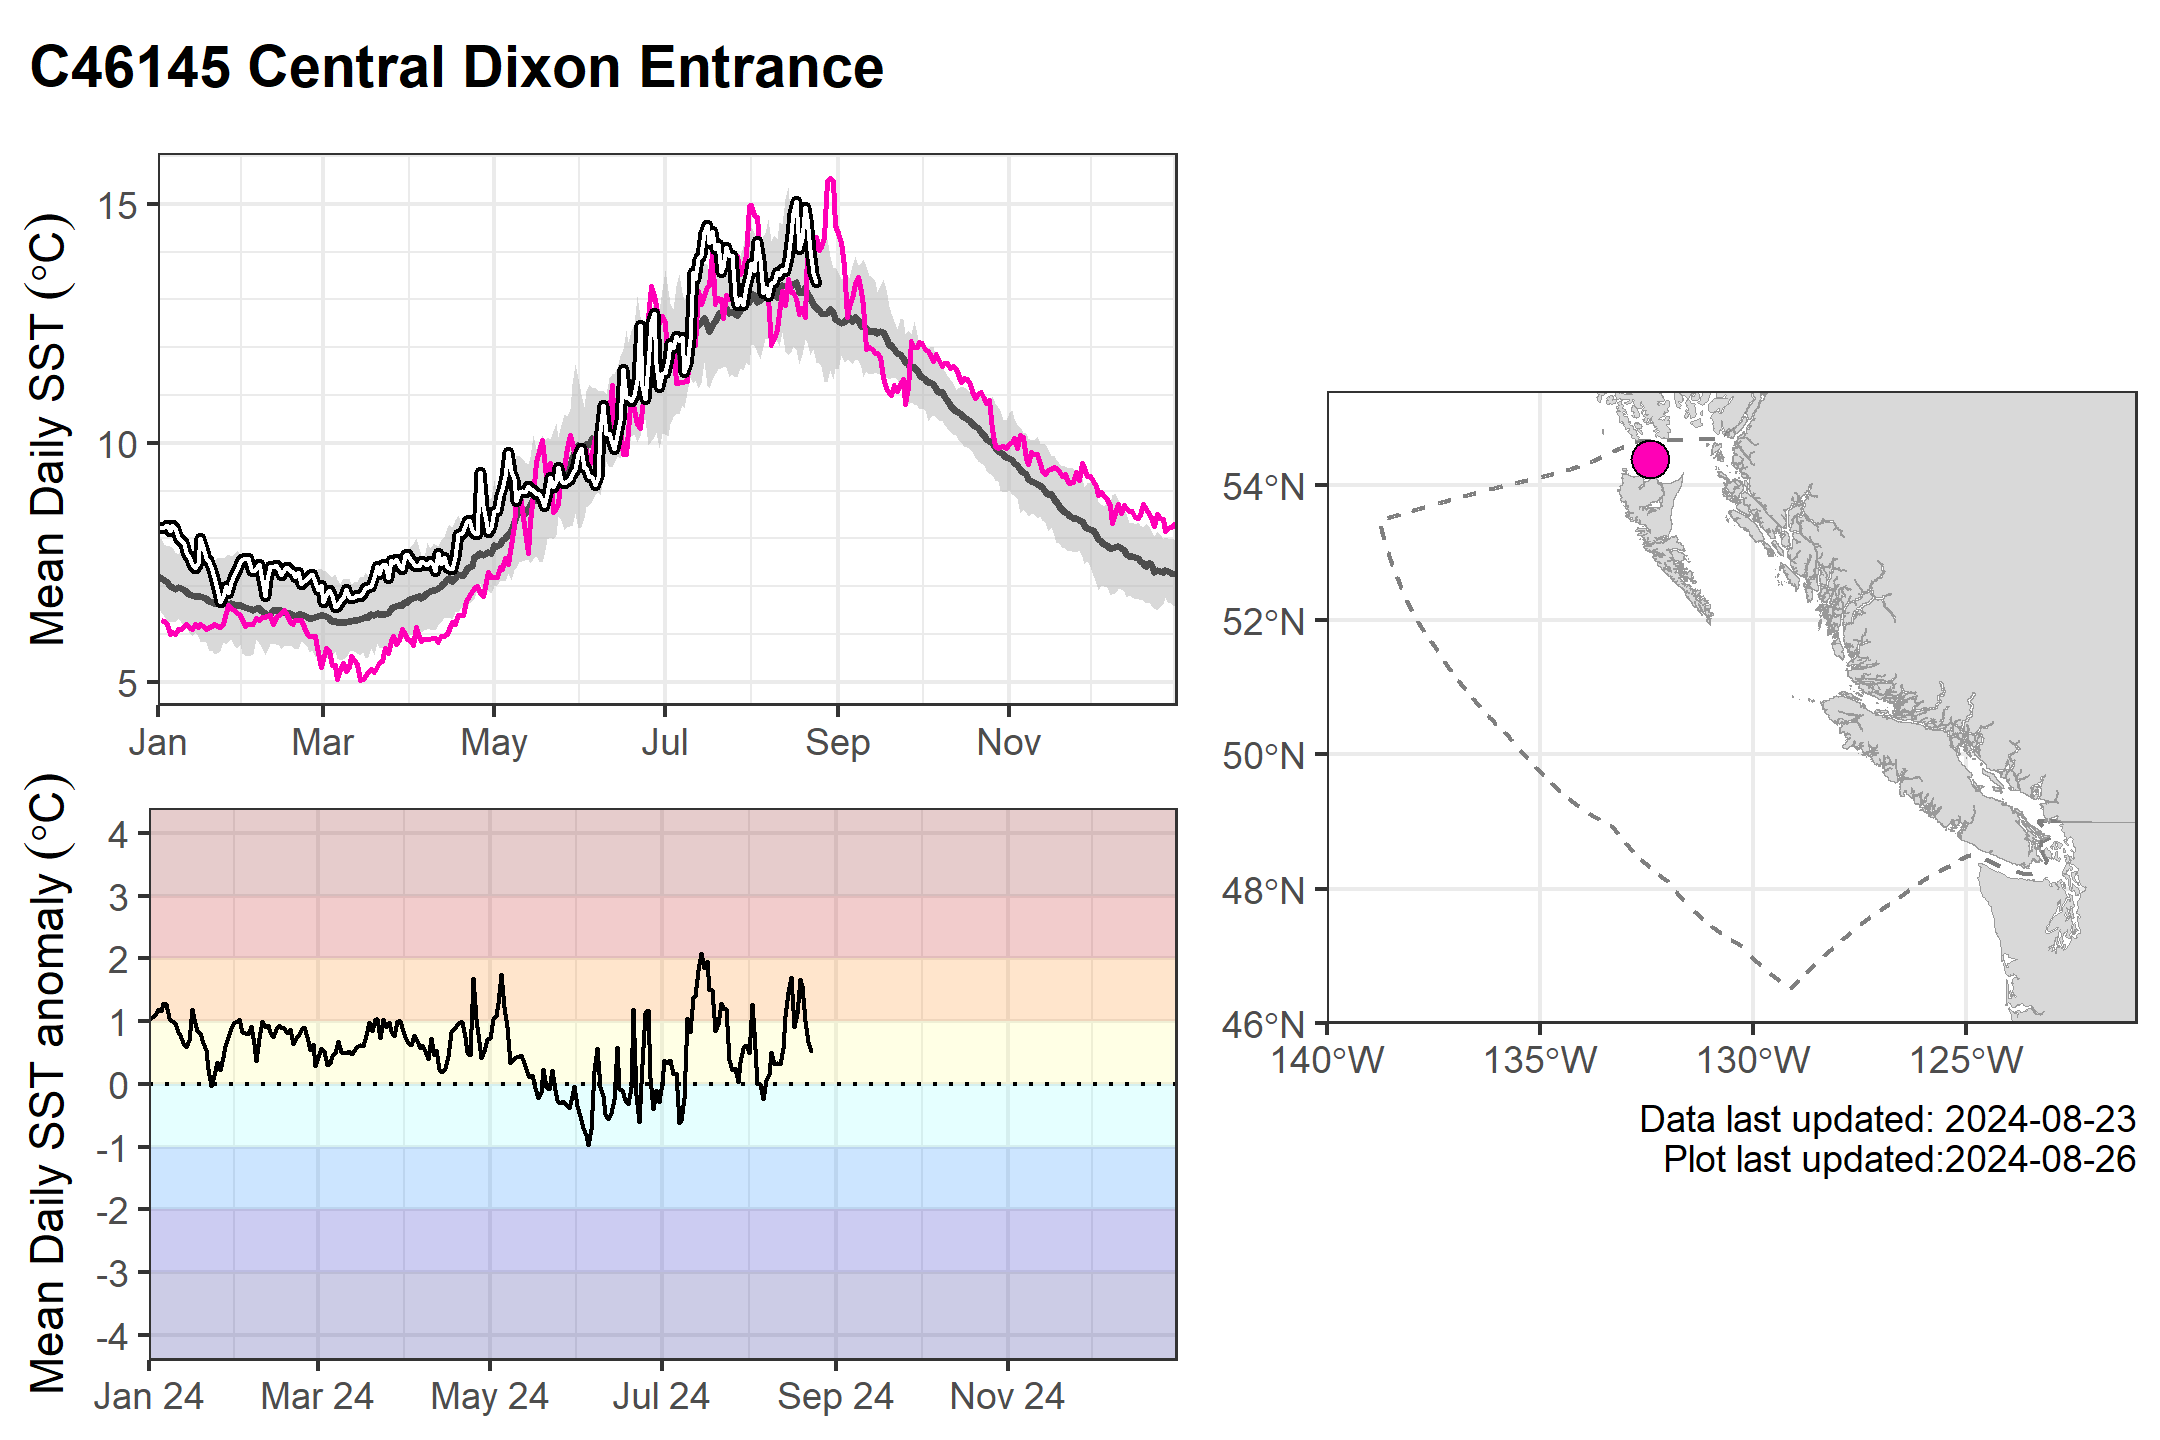 C46145 Central Dixon Entrance
Mean Daily SST (°C)
15
10
5
Jan Mar May Jul Sep Nov
Mean Daily SST anomaly (°C)
4
3
2
1
0
-1
-2
-3
-4
Jan 24 Mar 24 May 24 Jul 24 Sep 24 Nov 24
54°N
52°N
50°N
48°N
46°N
140°W 135°W 130°W 125°W
Data last updated: 2024-08-23
Plot last updated:2024-08-26